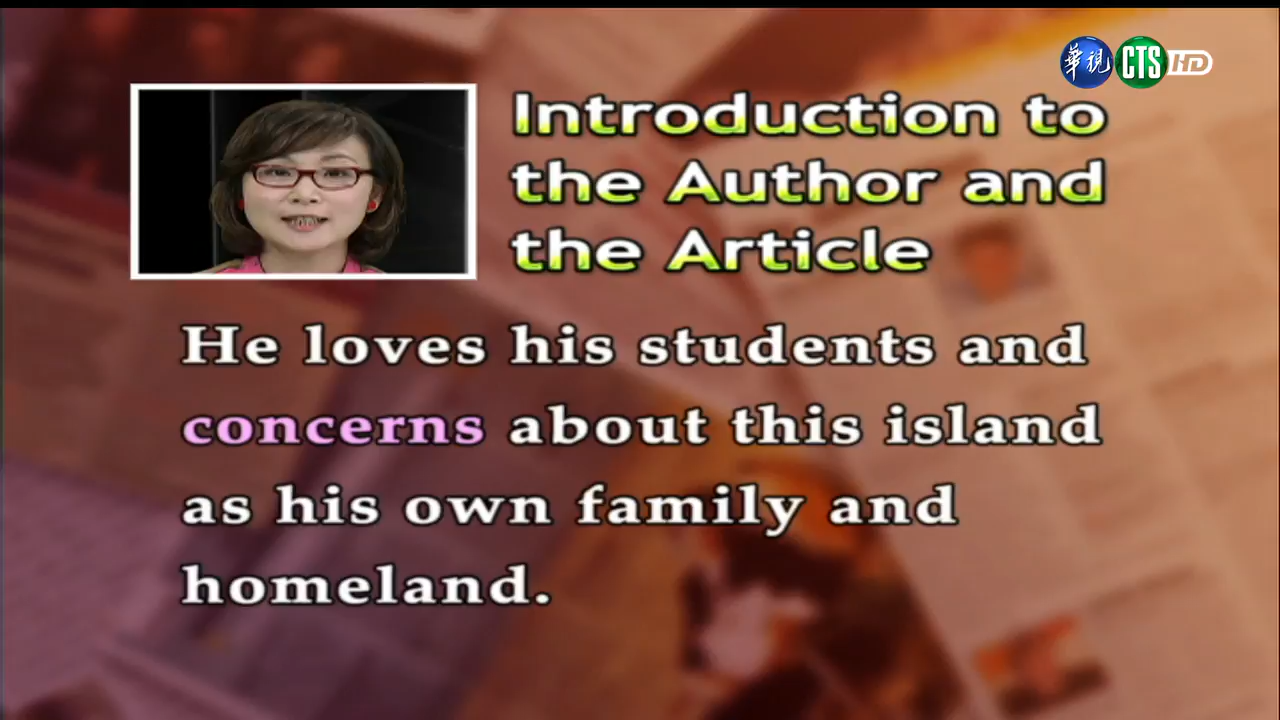 華視 CTS HD
Introduction to
the Author and
the Article
He loves his students and
concerns about this island
as his own family and
homeland.